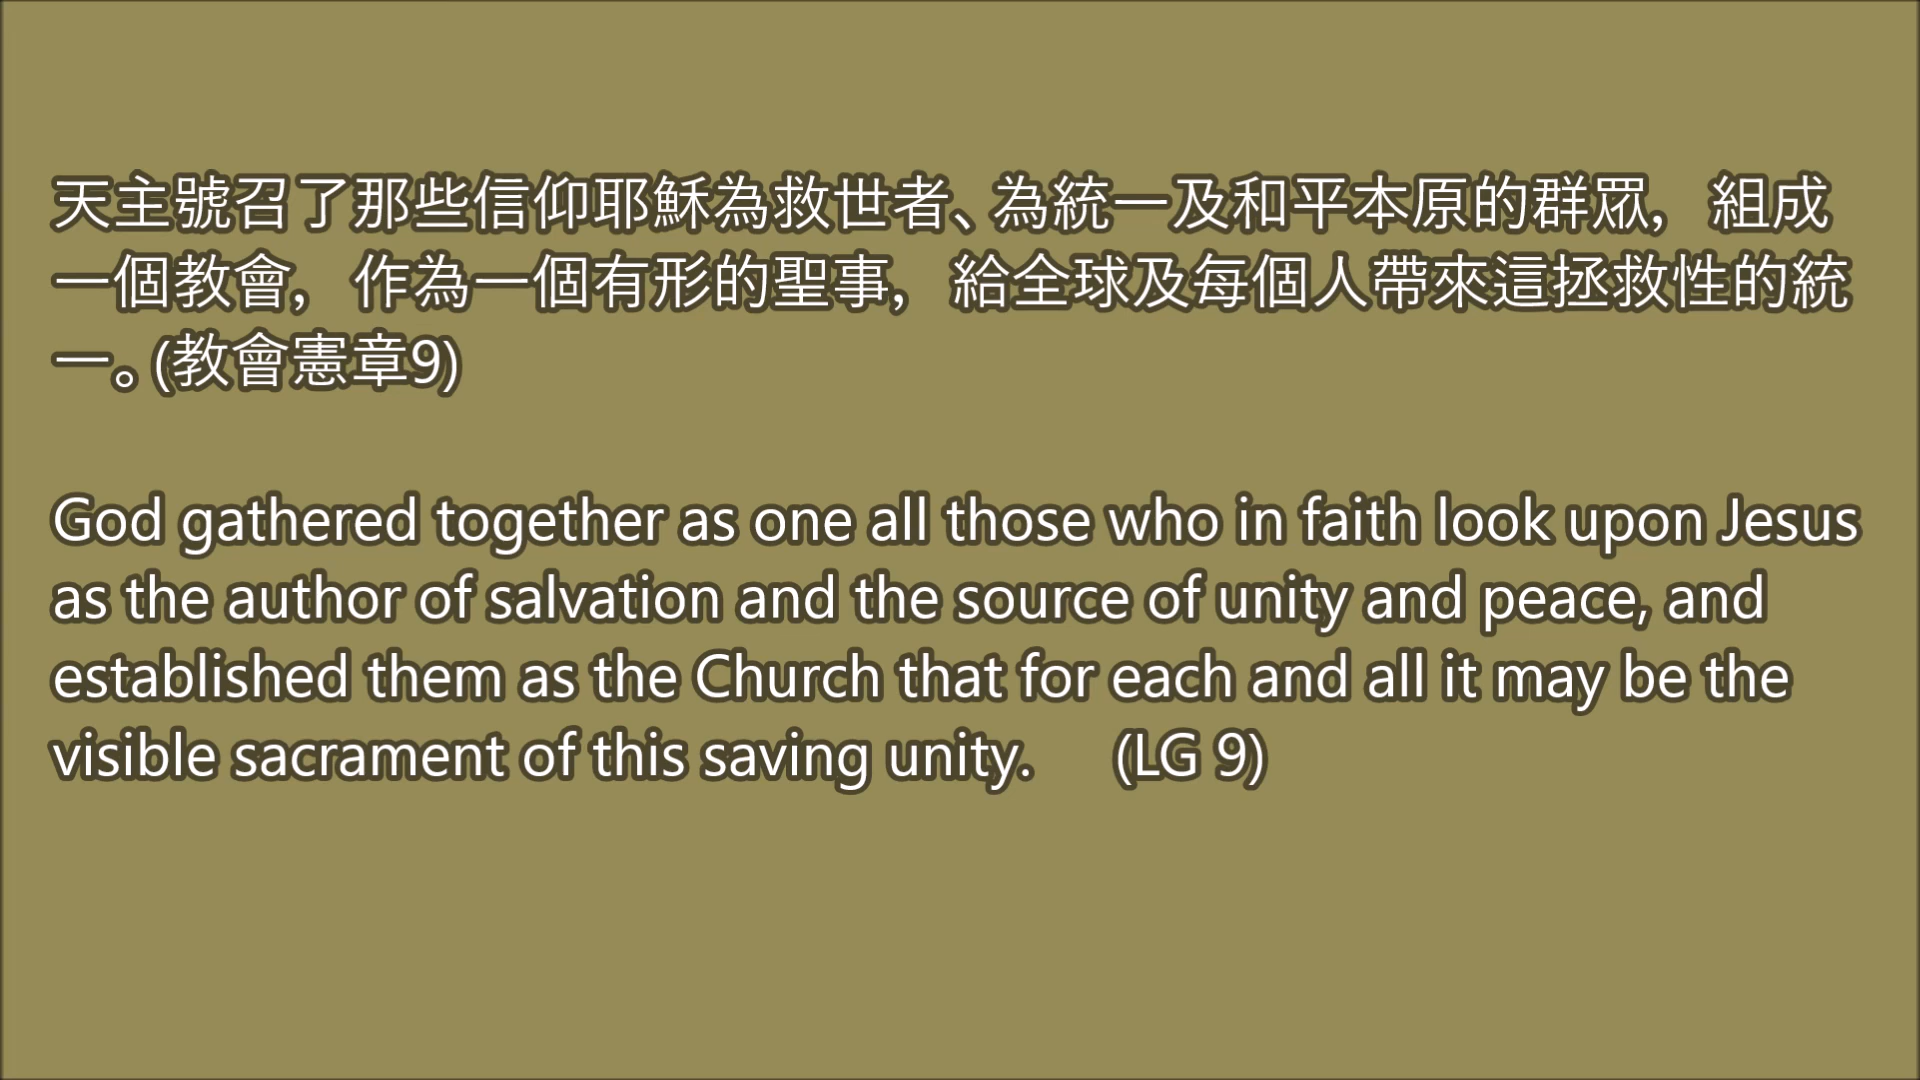 天主號召了那些信仰耶穌為救世者、為統一及和平本原的群眾，組成
一個教會，作為一個有形的聖事，給全球及每個人帶來這拯救性的統
一。(教會憲章9)
God gathered together as one all those who in faith look upon Jesus
as the author of salvation and the source of unity and peace, and
established them as the Church that for each and all it may be the
visible sacrament of this saving unity. (LG 9)